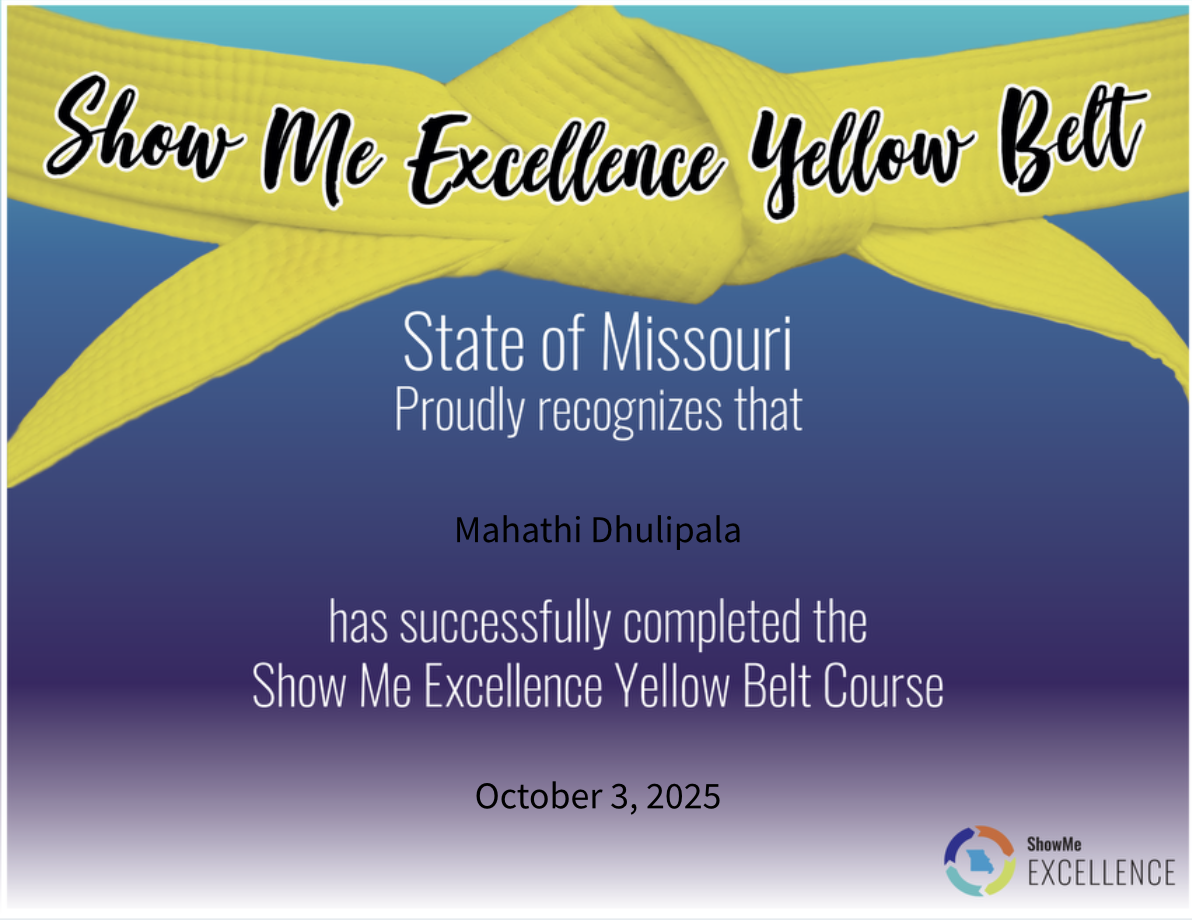 Show Me Excellence Yellow Belt
State of Missouri
Proudly recognizes that
Mahathi Dhulipala
has successfully completed the
Show Me Excellence Yellow Belt Course
October 3, 2025
ShowMe
EXCELLENCE